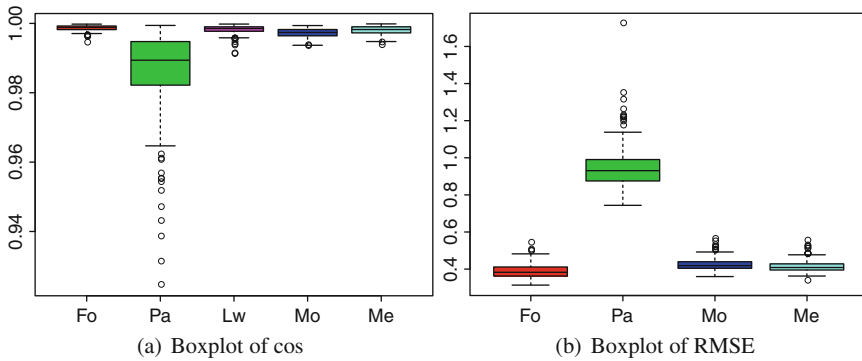 1.00
0.98
0.96
0.94
Fo Pa Lw Mo Me
(a) Boxplot of cos
1.6
1.4
1.2
1.0
0.8
0.6
0.4
Fo Pa Mo Me
(b) Boxplot of RMSE